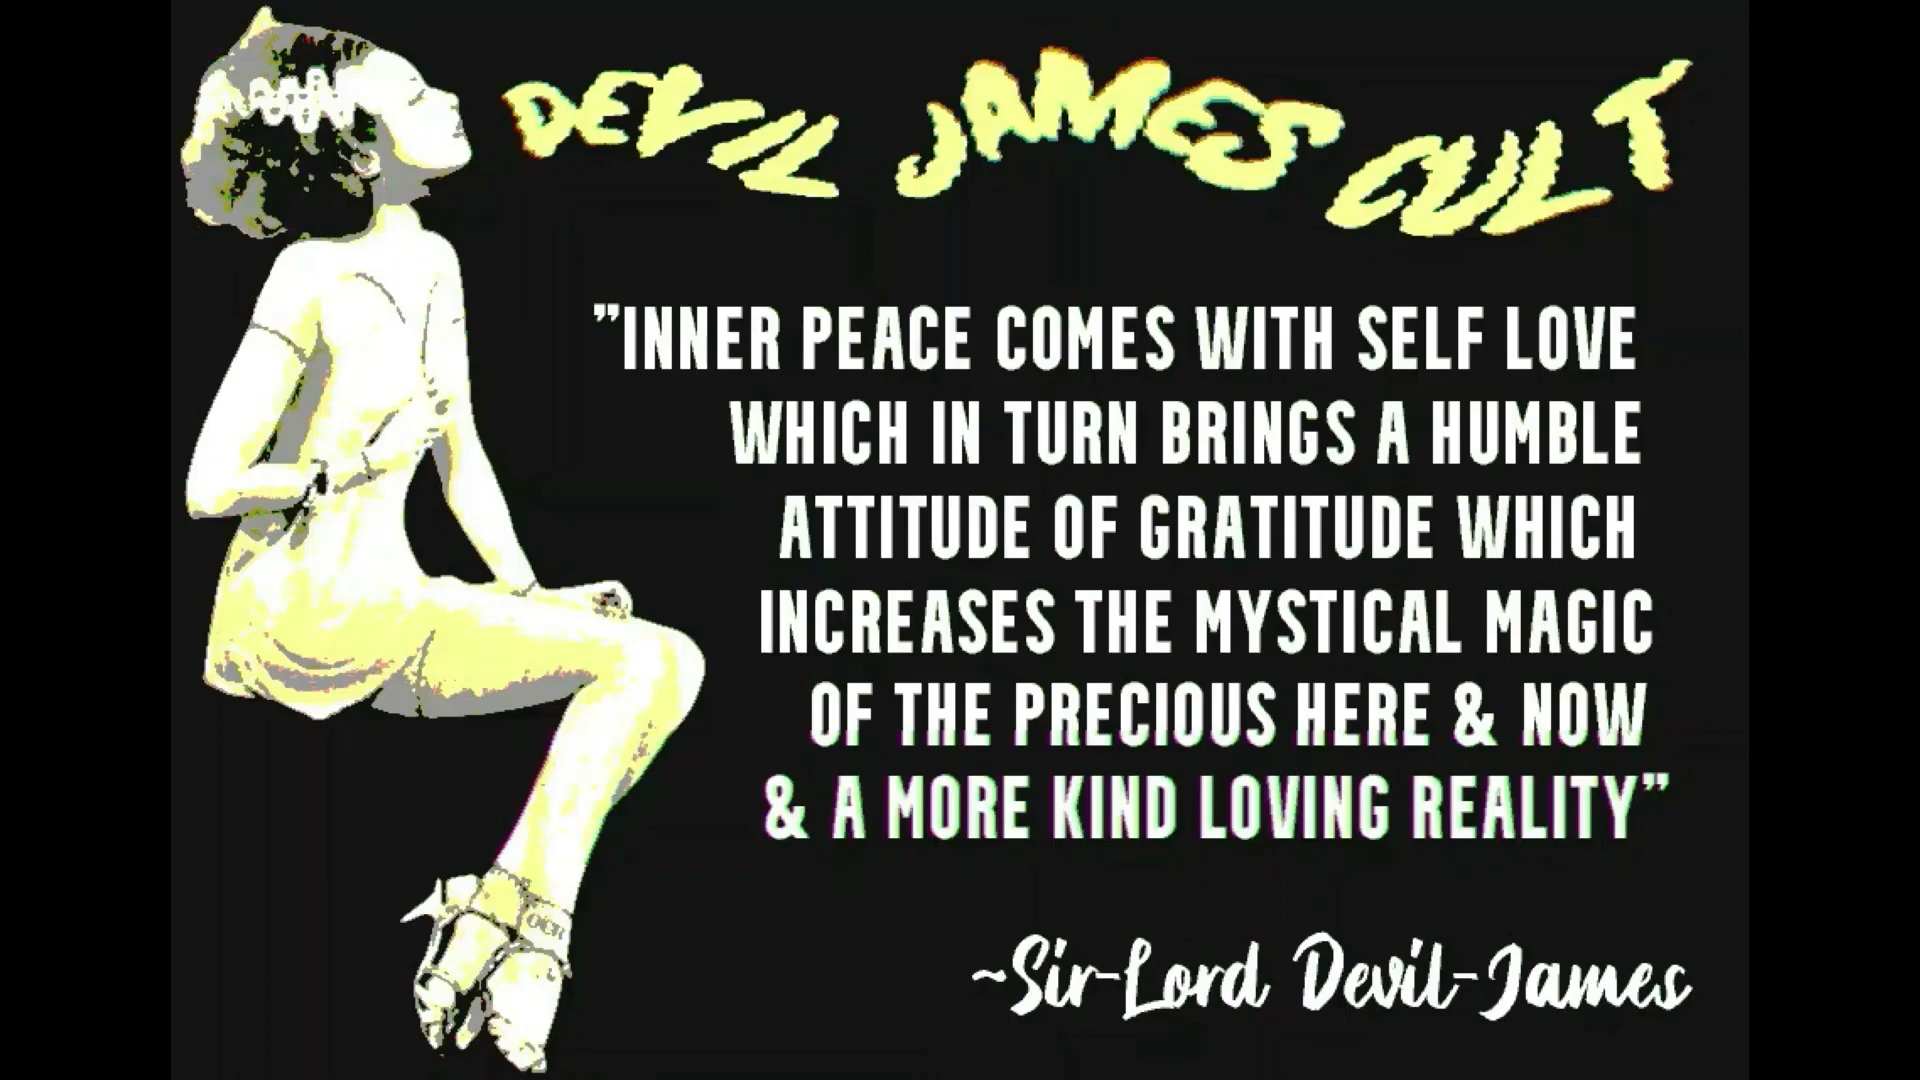 DEVIL JAMES CULT
"INNER PEACE COMES WITH SELF LOVE
WHICH IN TURN BRINGS A HUMBLE
ATTITUDE OF GRATITUDE WHICH
INCREASES THE MYSTICAL MAGIC
OF THE PRECIOUS HERE & NOW
& A MORE KIND LOVING REALITY"
~Sir-Lord Devil-James